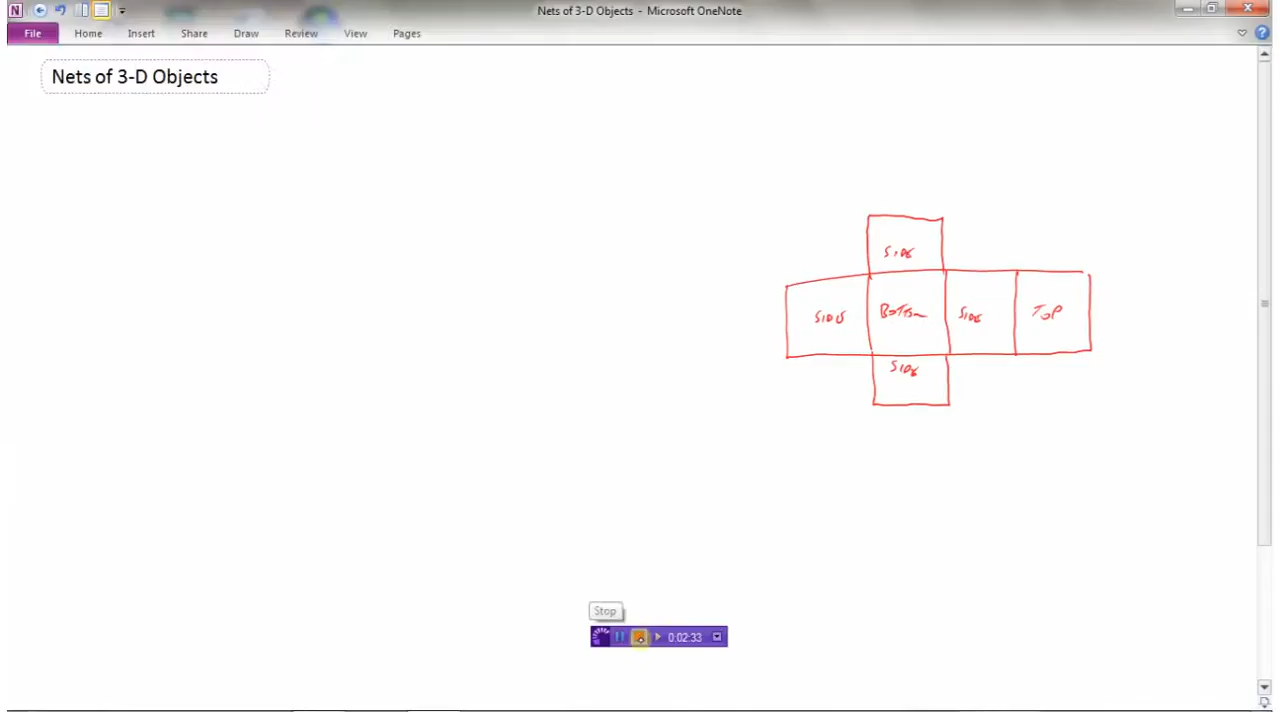 Nets of 3-D Objects - Microsoft OneNote
File Home Insert Share Draw Review View Pages
Nets of 3-D Objects
SIDE
SIDE BOTTOM SIDE TOP
SIDE
Stop
0:02:33